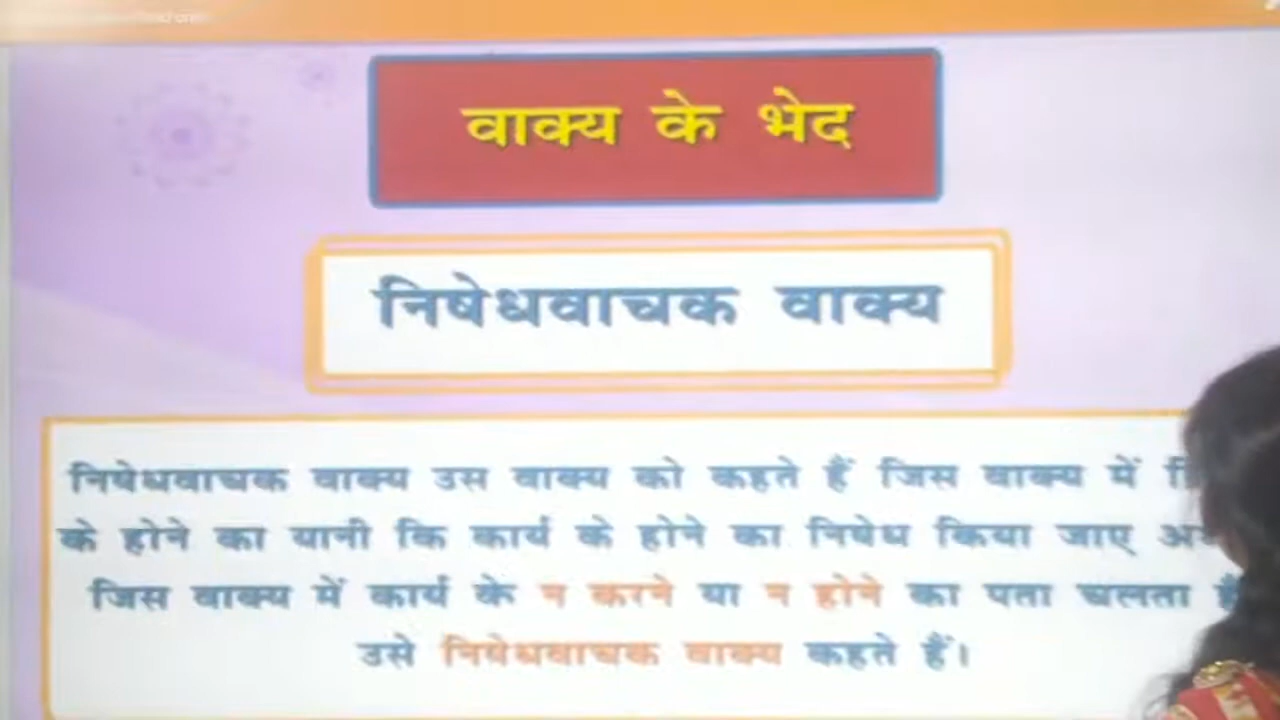 वाक्य के भेद
निषेधवाचक वाक्य
निषेधवाचक वाक्य उस वाक्य को कहते हैं जिस वाक्य में
के होने का यानी कि कार्य के होने का निषेध किया जाए
जिस वाक्य में कार्य के न करने या न होने का पता चलता है
उसे निषेधवाचक वाक्य कहते हैं।